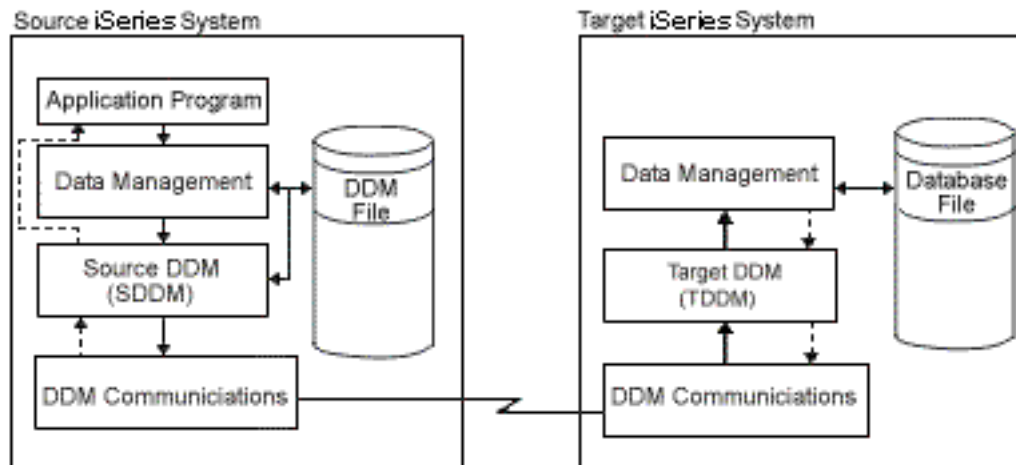 Source iSeries System
Application Program
Data Management
DDM
File
Source DDM
(SDDM)
DDM Communiciations
Target iSeries System
Data Management
Database
File
Target DDM
(TDDM)
DDM Communiciations